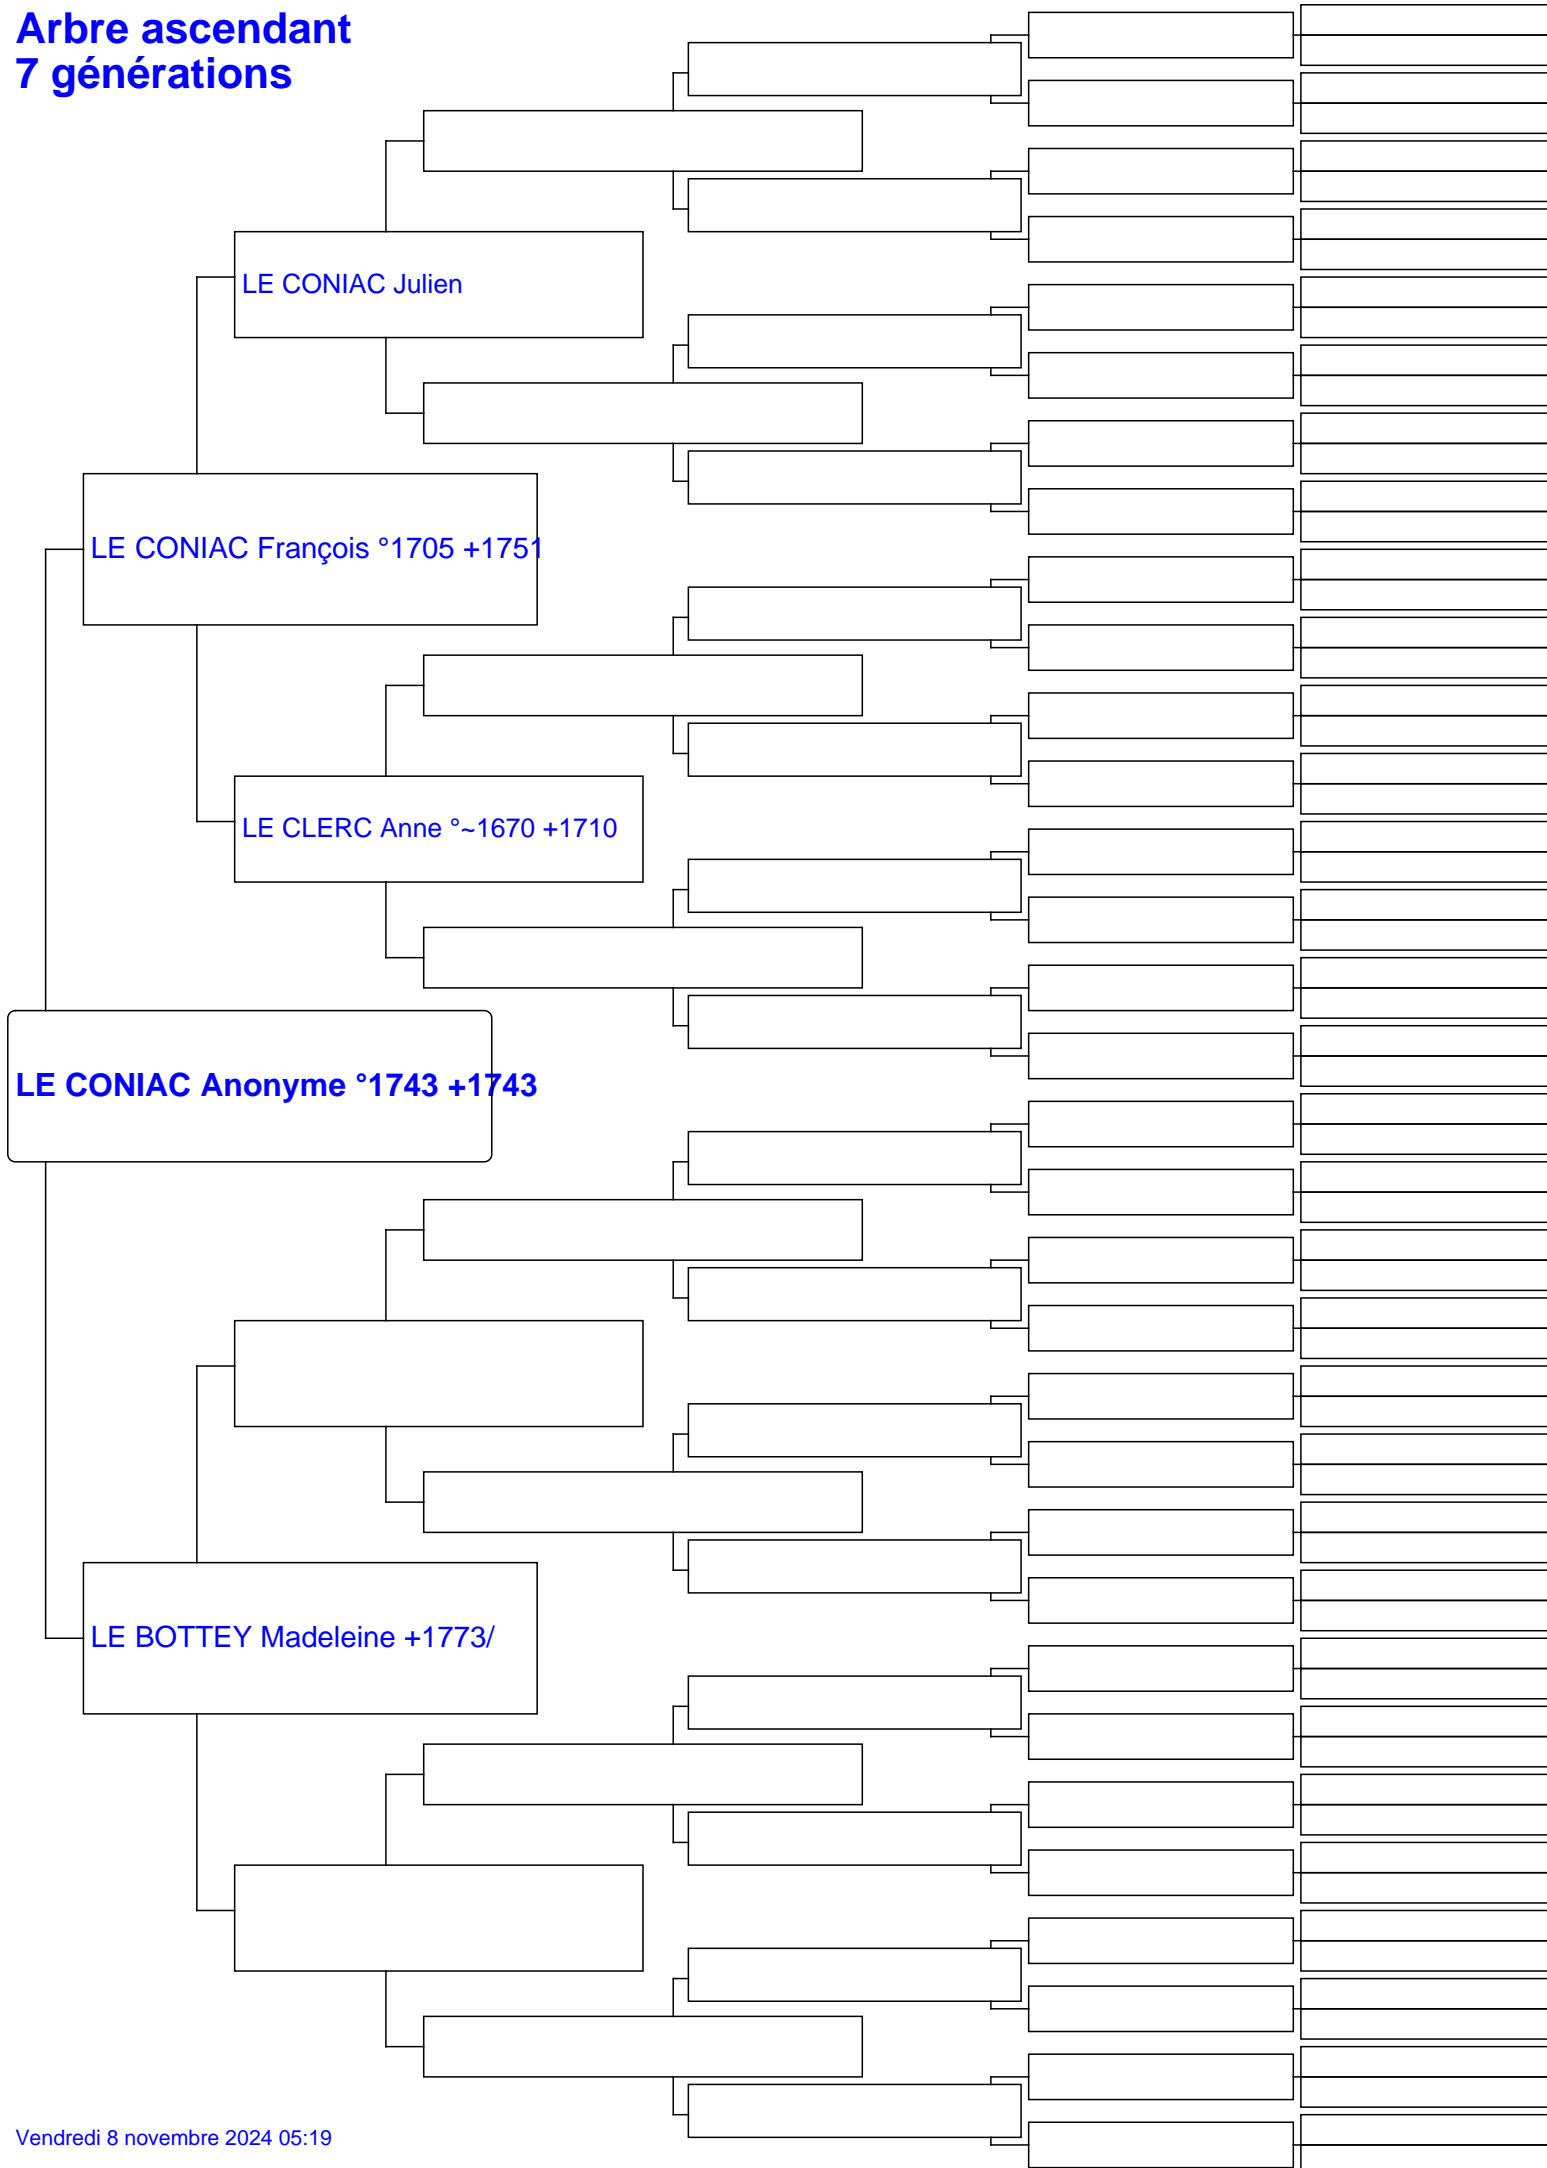 Arbre ascendant
7 générations
LE CONIAC Julien
LE CONIAC François °1705 +1751
LE CLERC Anne °~1670 +1710
LE CONIAC Anonyme °1743 +1743
LE BOTTEY Madeleine +1773/
Vendredi 8 novembre 2024 05:19